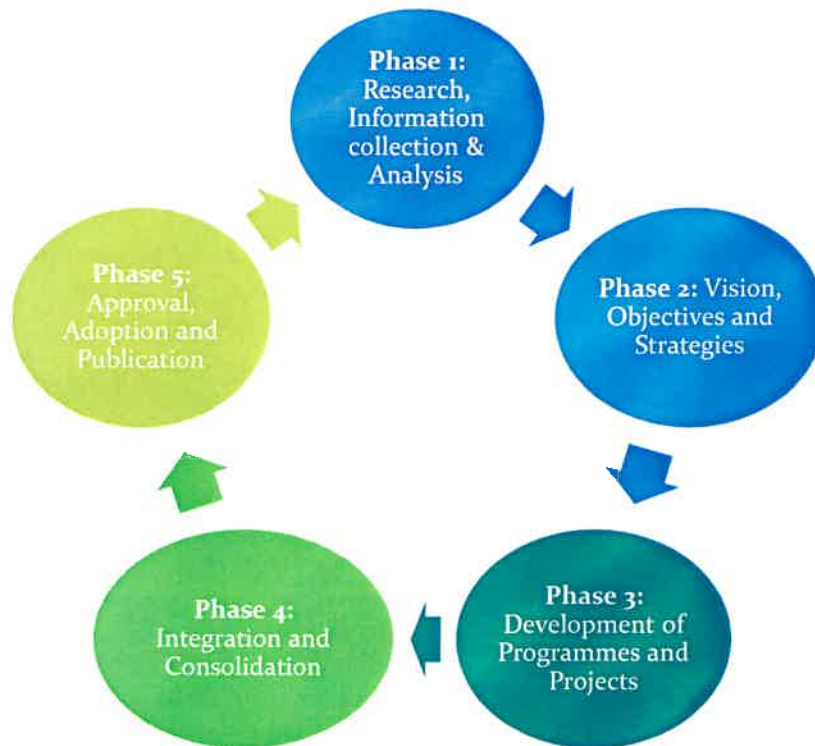 Phase 1:
Research,
Information
collection &
Analysis
Phase 2: Vision,
Objectives and
Strategies
Phase 3:
Development of
Programmes and
Projects
Phase 4:
Integration and
Consolidation
Phase 5:
Approval,
Adoption and
Publication